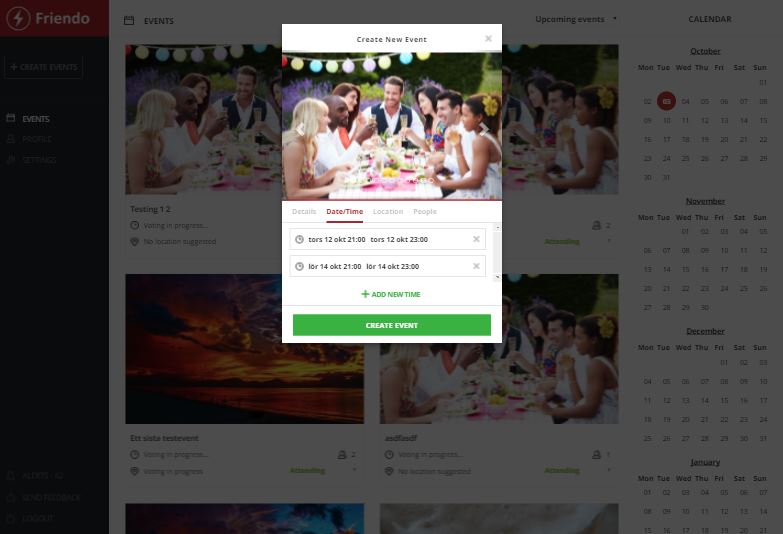 Friendo
EVENTS
Upcoming events
CALENDAR
CREATE EVENTS
EVENTS
PROFILE
SETTINGS
ALERTS - 62
SEND FEEDBACK
LOGOUT
Testing 1 2
Voting in progress...
2
No location suggested
Attending
Ett sista testevent
Voting in progress...
2
Voting in progress
Attending
asdfasdf
Voting in progress...
1
No location suggested
Attending
Create New Event
Details Date/Time Location People
tors 12 okt 21:00 tors 12 okt 23:00
lör 14 okt 21:00 lör 14 okt 23:00
ADD NEW TIME
CREATE EVENT
October
Mon Tue Wed Thu Fri Sat Sun
01
02 03 04 05 06 07 08
09 10 11 12 13 14 15
16 17 18 19 20 21 22
23 24 25 26 27 28 29
30 31
November
Mon Tue Wed Thu Fri Sat Sun
01 02 03 04 05
06 07 08 09 10 11 12
13 14 15 16 17 18 19
20 21 22 23 24 25 26
27 28 29 30
December
Mon Tue Wed Thu Fri Sat Sun
01 02 03
04 05 06 07 08 09 10
11 12 13 14 15 16 17
18 19 20 21 22 23 24
25 26 27 28 29 30 31
January
Mon Tue Wed Thu Fri Sat Sun
01 02 03 04 05 06 07
08 09 10 11 12 13 14
15 16 17 18 19 20 21